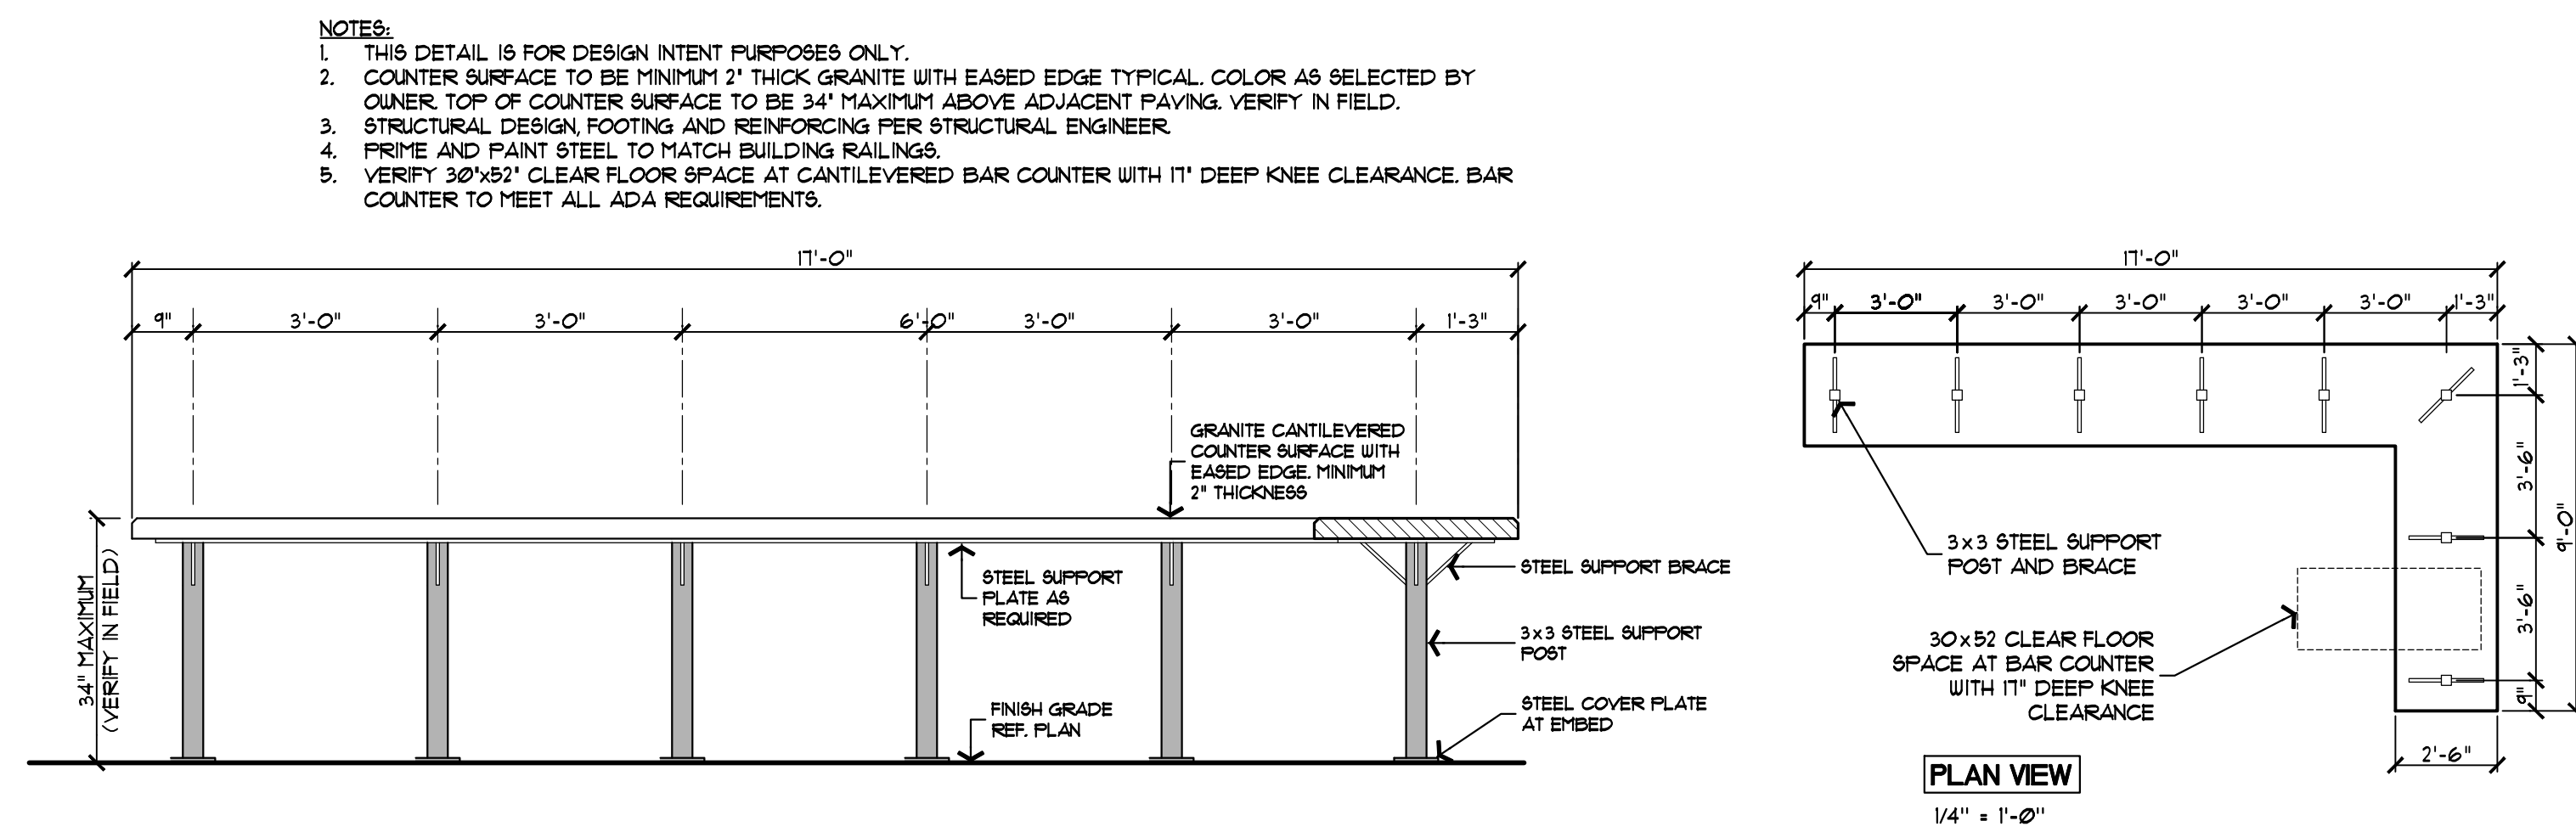 NOTES:
1. THIS DETAIL IS FOR DESIGN INTENT PURPOSES ONLY.
2. COUNTER SURFACE TO BE MINIMUM 2" THICK GRANITE WITH EASED EDGE TYPICAL. COLOR AS SELECTED BY
OWNER. TOP OF COUNTER SURFACE TO BE 34" MAXIMUM ABOVE ADJACENT PAVING. VERIFY IN FIELD.
3. STRUCTURAL DESIGN, FOOTING AND REINFORCING PER STRUCTURAL ENGINEER.
4. PRIME AND PAINT STEEL TO MATCH BUILDING RAILINGS.
5. VERIFY 30"x52" CLEAR FLOOR SPACE AT CANTILEVERED BAR COUNTER WITH 17" DEEP KNEE CLEARANCE. BAR
COUNTER TO MEET ALL ADA REQUIREMENTS.
17'-0"
9" 3'-0" 3'-0" 6'-0" 3'-0" 3'-0" 1'-3"
GRANITE CANTILEVERED
COUNTER SURFACE WITH
EASED EDGE. MINIMUM
2" THICKNESS
34" MAXIMUM
(VERIFY IN FIELD)
STEEL SUPPORT
PLATE AS
REQUIRED
STEEL SUPPORT BRACE
3x3 STEEL SUPPORT
POST
FINISH GRADE
REF. PLAN
STEEL COVER PLATE
AT EMBED
17'-0"
9" 3'-0" 3'-0" 3'-0" 3'-0" 3'-0" 1'-3"
1'-3"
3'-6"
3'-6"
9"
9'-0"
3x3 STEEL SUPPORT
POST AND BRACE
30x52 CLEAR FLOOR
SPACE AT BAR COUNTER
WITH 17" DEEP KNEE
CLEARANCE
2'-6"
PLAN VIEW
1/4" = 1'-0"